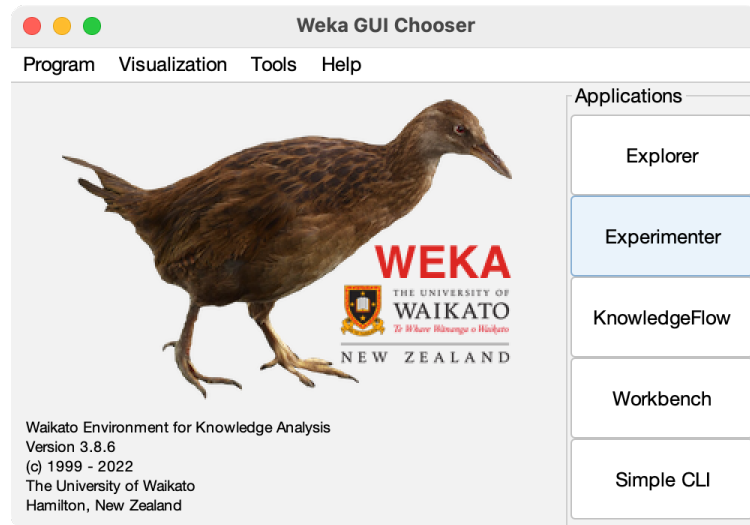 Weka GUI Chooser
Program Visualization Tools Help
Applications
Explorer
Experimenter
KnowledgeFlow
Workbench
Simple CLI
WEKA
THE UNIVERSITY OF
WAIKATO
Te Whare Wānanga o Waikato
NEW ZEALAND
Waikato Environment for Knowledge Analysis
Version 3.8.6
(c) 1999 - 2022
The University of Waikato
Hamilton, New Zealand